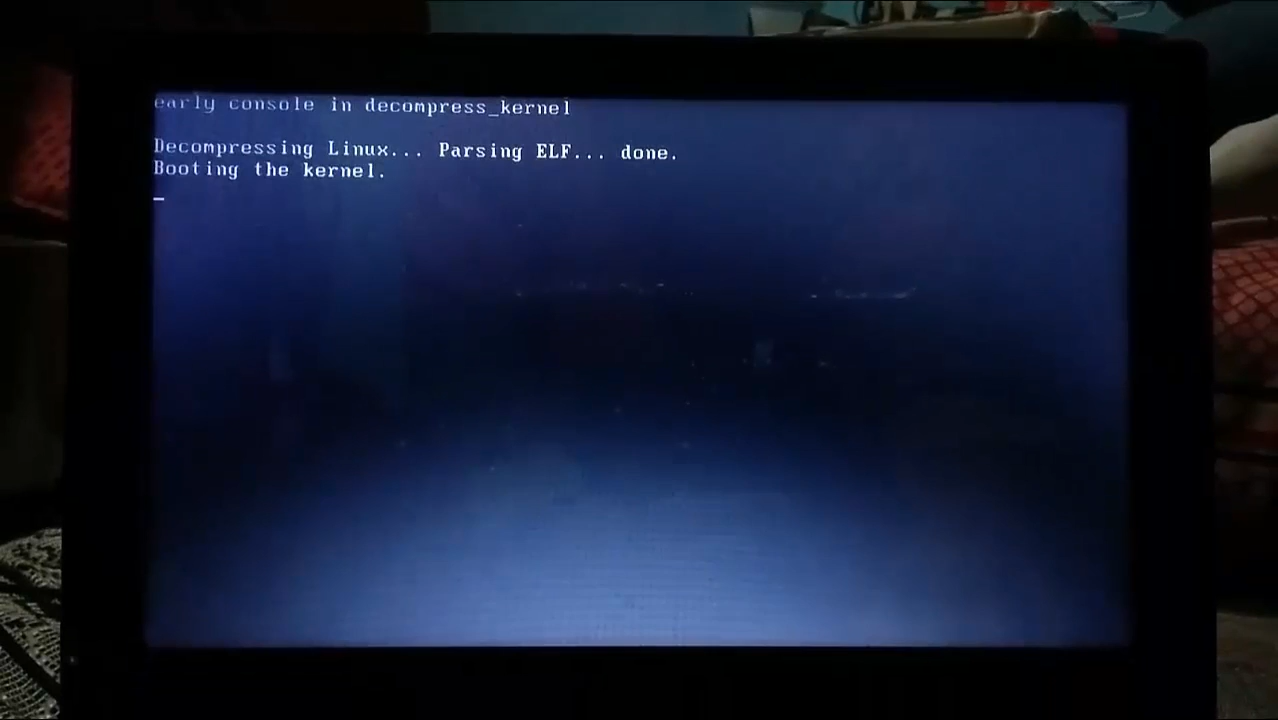 early console in decompress_kernel
Decompressing Linux... Parsing ELF... done.
Booting the kernel.